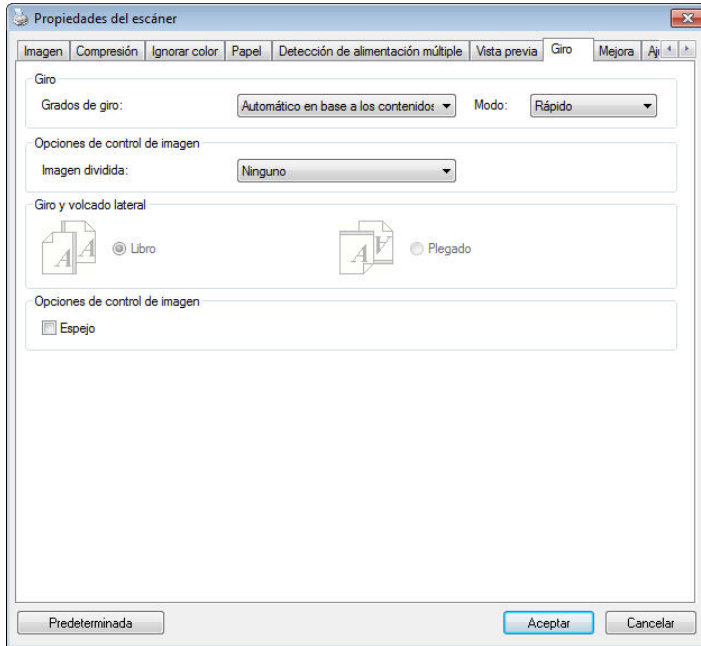 Propiedades del escáner
Imagen Compresión Ignorar color Papel Detección de alimentación múltiple Vista previa Giro Mejora Aju
Giro
Grados de giro: Automático en base a los contenidos Modo: Rápido
Opciones de control de imagen
Imagen dividida: Ninguno
Giro y volcado lateral
A A Libro A A Plegado
Opciones de control de imagen
Espejo
Predeterminada Aceptar Cancelar